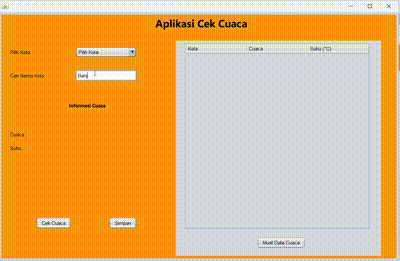 Aplikasi Cek Cuaca
Pilih Kota
Pilih Kota
Cari Nama Kota
Banj
Informasi Cuaca
Cuaca
Suhu
Cek Cuaca
Simpan
Kota Cuaca Suhu (°C)
Muat Data Cuaca